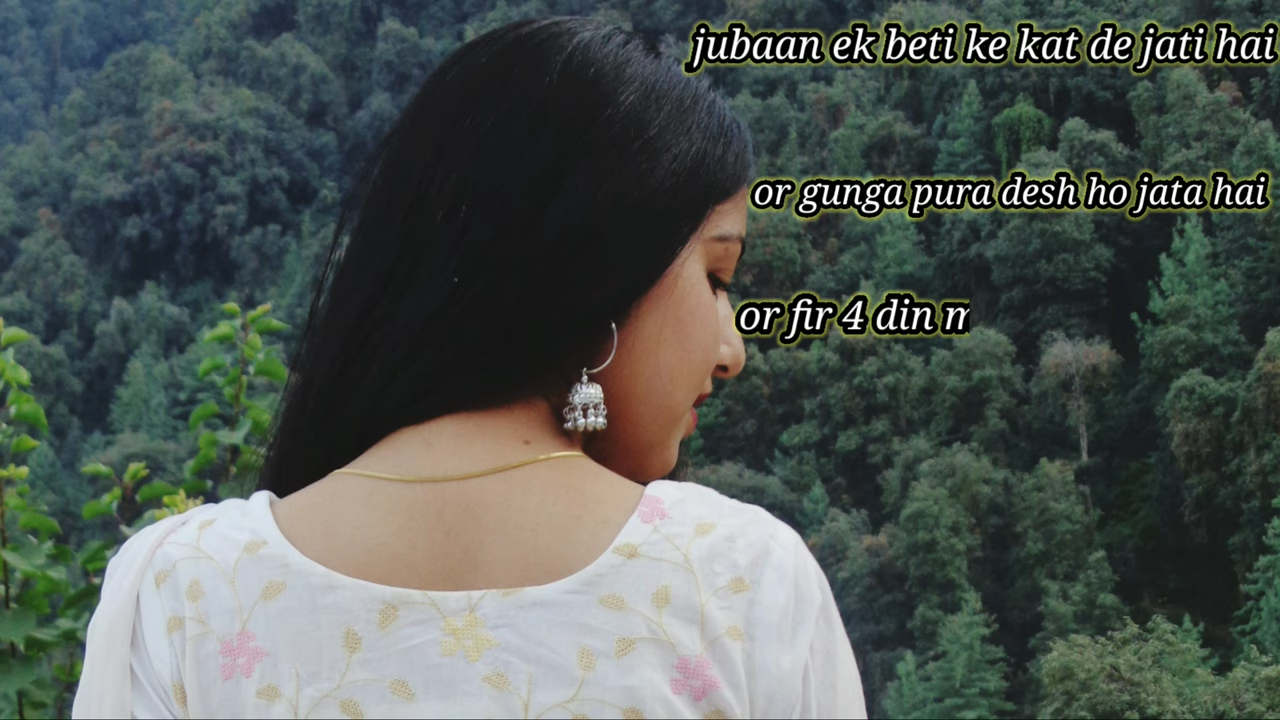 jubaan ek beti ke kat de jati hai
or gunga pura desh ho jata hai
or fir 4 din